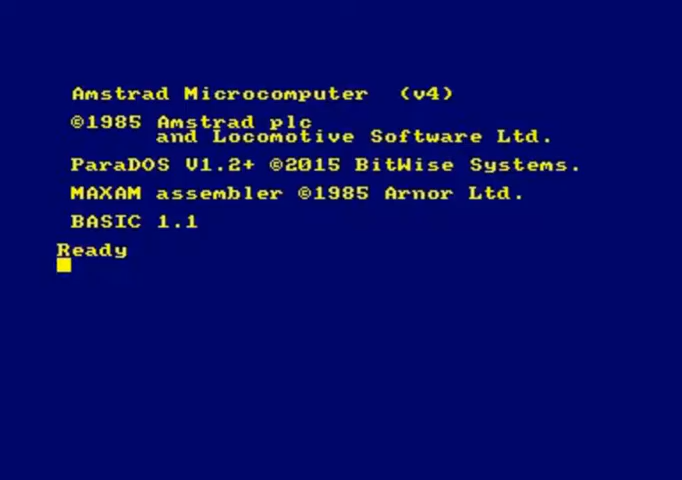 Amstrad Microcomputer (v4)
©1985 Amstrad plc
and Locomotive Software Ltd.
ParaDOS V1.2+ ©2015 BitWise Systems.
MAXAM assembler ©1985 Arnor Ltd.
BASIC 1.1
Ready